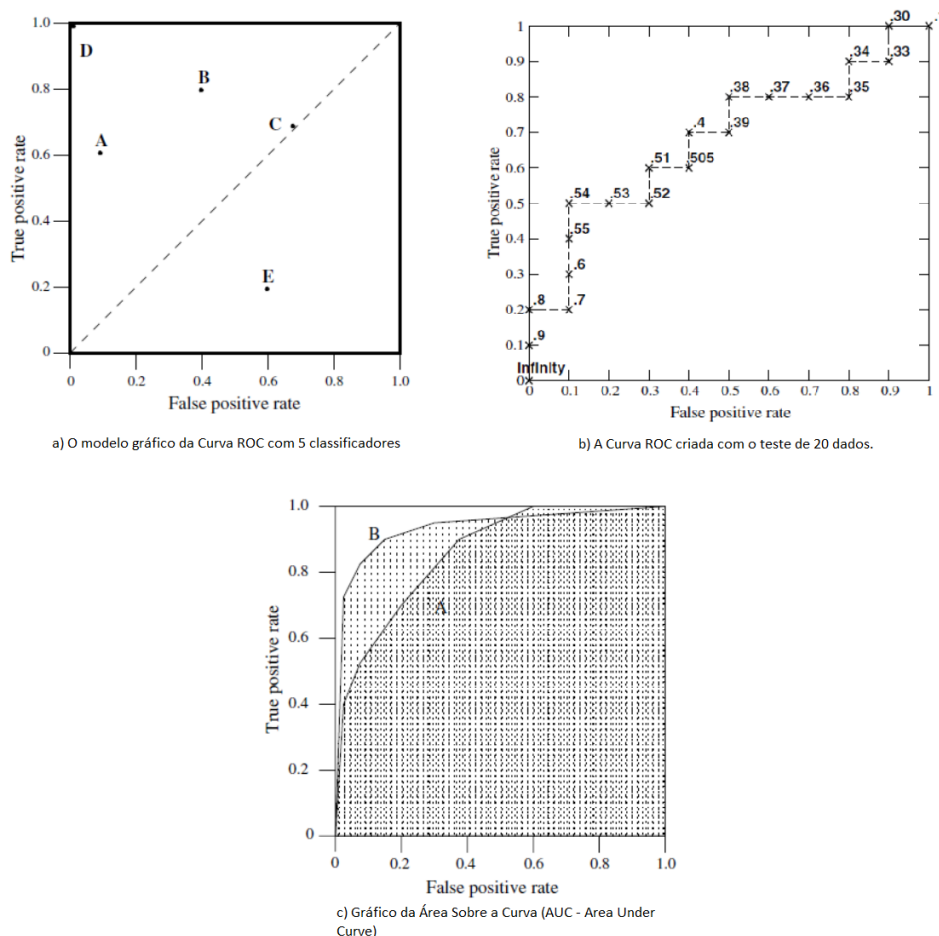 1.0
D
B
0.8
C
A
0.6
0.4
E
0.2
0
0 0.2 0.4 0.6 0.8 1.0
True positive rate
False positive rate
a) O modelo gráfico da Curva ROC com 5 classificadores
1
.30
.34 .33
0.9
.38 .37 .36 .35
0.8
.4 .39
0.7
.51 .505
0.6
.54 .53 .52
0.5
.55
0.4
.6
0.3
.8 .7
0.2
.9
0.1
Infinity
0
0 0.1 0.2 0.3 0.4 0.5 0.6 0.7 0.8 0.9 1
True positive rate
False positive rate
b) A Curva ROC criada com o teste de 20 dados.
1.0
B
0.8
A
0.6
0.4
0.2
0
0 0.2 0.4 0.6 0.8 1.0
True positive rate
False positive rate
c) Gráfico da Área Sobre a Curva (AUC - Area Under
Curve)